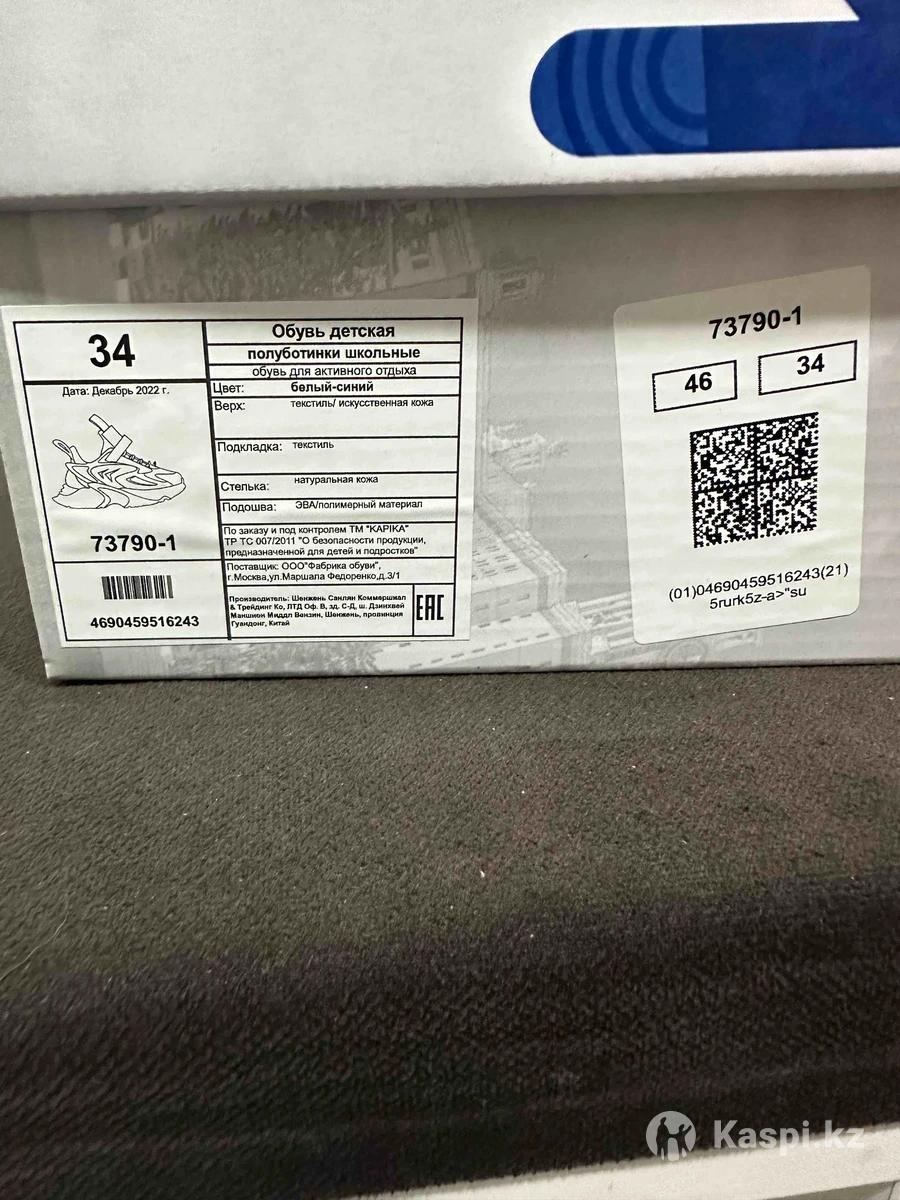 34
Дата: Декабрь 2022 г.
73790-1
4690459516243
Обувь детская
полуботинки школьные
обувь для активного отдыха
Цвет: белый-синий
Верх: текстиль/ искусственная кожа
Подкладка: текстиль
Стелька: натуральная кожа
Подошва: ЭВА/полимерный материал
По заказу и под контролем ТМ "KAPIKA"
ТР ТС 007/2011 "О безопасности продукции,
предназначенной для детей и подростков"
Поставщик: ООО"Фабрика обуви",
г.Москва,ул.Маршала Федоренко,д.3/1
Производитель: Шенжень Санлян Коммершиал
& Трейдинг Ко, ЛТД Оф. В, зд. С-Д, ш. Дзинхвей
Маншион Миддл Вензин, Шенжень, провинция
Гуандонг, Китай
EAC
73790-1
46 34
(01)04690459516243(21)
5rurk5z-a>"su
Kaspi.kz